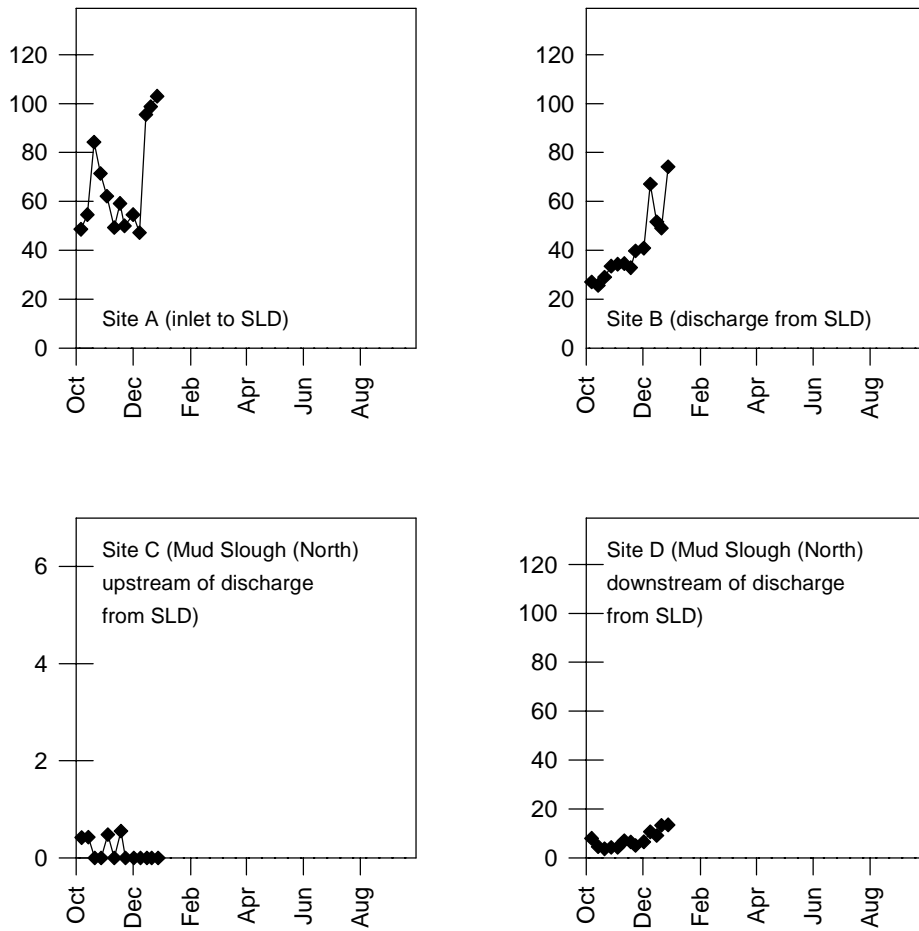 120
100
80
60
40
20
0
Site A (inlet to SLD)
Oct
Dec
Feb
Apr
Jun
Aug
120
100
80
60
40
20
0
Site B (discharge from SLD)
Oct
Dec
Feb
Apr
Jun
Aug
6
4
2
0
Site C (Mud Slough (North)
upstream of discharge
from SLD)
Oct
Dec
Feb
Apr
Jun
Aug
120
100
80
60
40
20
0
Site D (Mud Slough (North)
downstream of discharge
from SLD)
Oct
Dec
Feb
Apr
Jun
Aug